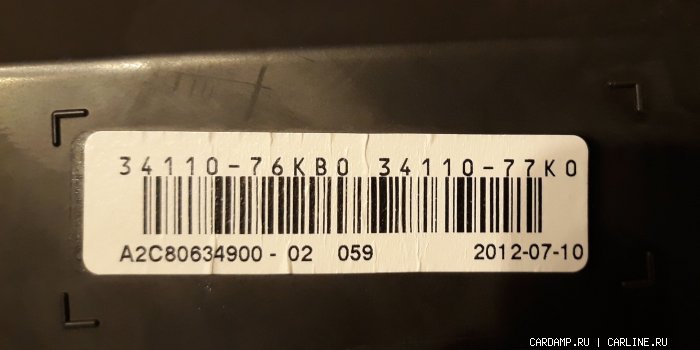 34110-76KB0 34110-77K0
A2C80634900 - 02 059 2012-07-10
CARDAMP.RU | CARLINE.RU